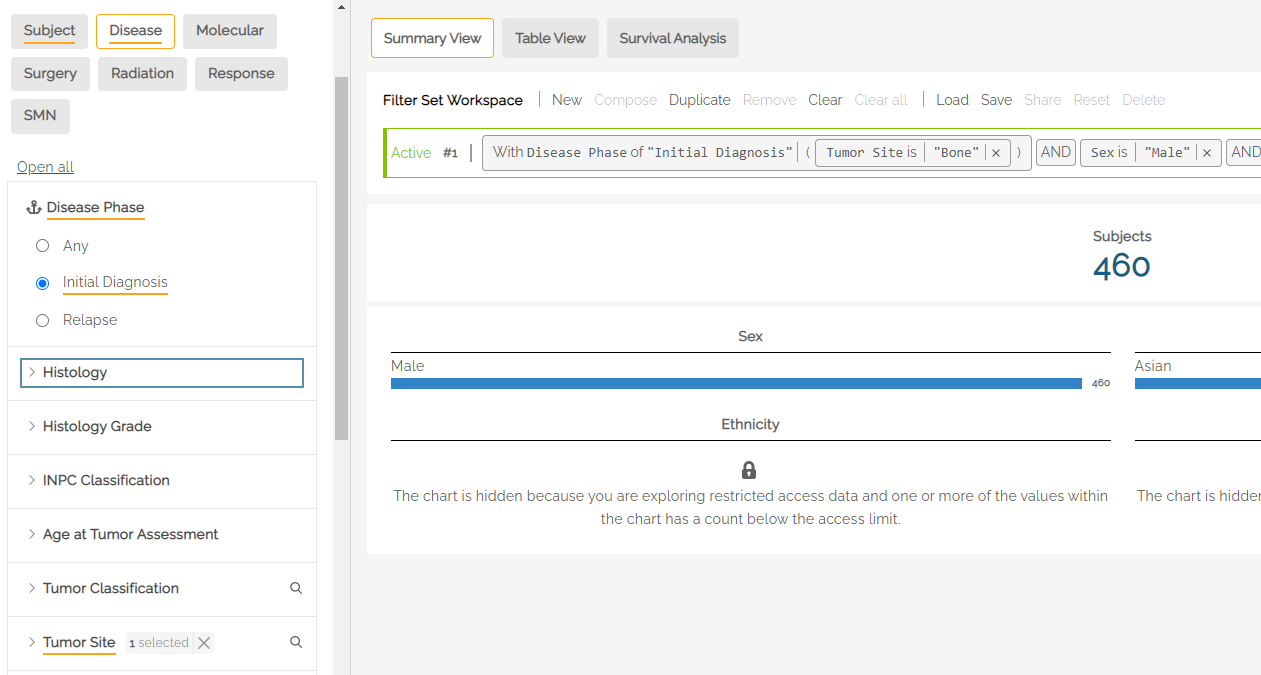 Subject Disease Molecular
Surgery Radiation Response
SMN
Open all
Disease Phase
Any
Initial Diagnosis
Relapse
Histology
Histology Grade
INPC Classification
Age at Tumor Assessment
Tumor Classification
Tumor Site 1 selected
Summary View Table View Survival Analysis
Filter Set Workspace New Compose Duplicate Remove Clear Clear all Load Save Share Reset Delete
Active #1 With Disease Phase of "Initial Diagnosis" ( Tumor Site is "Bone" × ) AND Sex is "Male" × AND
Subjects
460
Sex
Male
460
Asian
Ethnicity
The chart is hidden because you are exploring restricted access data and one or more of the values within
the chart has a count below the access limit.
The chart is